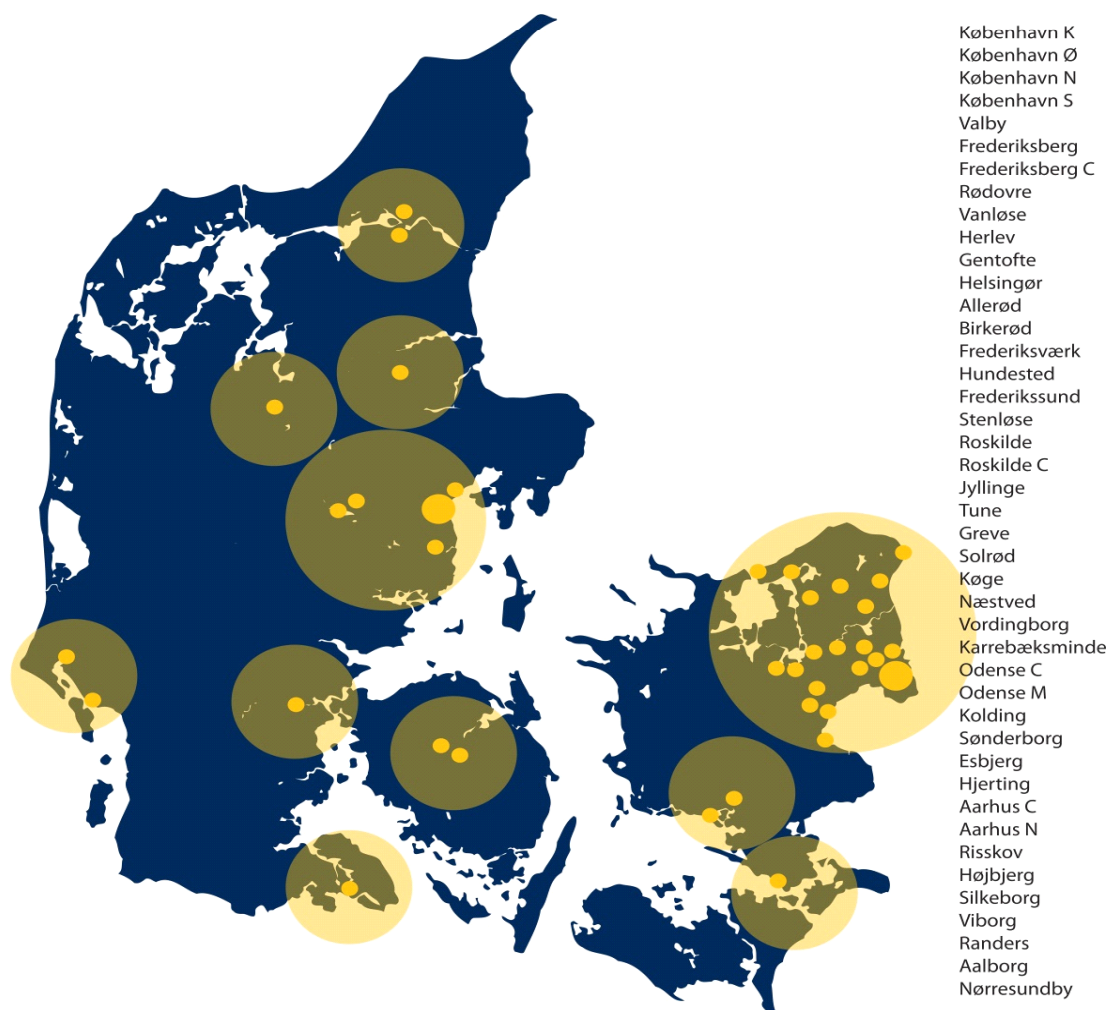 København K
København Ø
København N
København S
Valby
Frederiksberg
Frederiksberg C
Rødovre
Vanløse
Herlev
Gentofte
Helsingør
Allerød
Birkerød
Frederiksværk
Hundested
Frederikssund
Stenløse
Roskilde
Roskilde C
Jyllinge
Tune
Greve
Solrød
Køge
Næstved
Vordingborg
Karrebæksminde
Odense C
Odense M
Kolding
Sønderborg
Esbjerg
Hjerting
Aarhus C
Aarhus N
Risskov
Højbjerg
Silkeborg
Viborg
Randers
Aalborg
Nørresundby